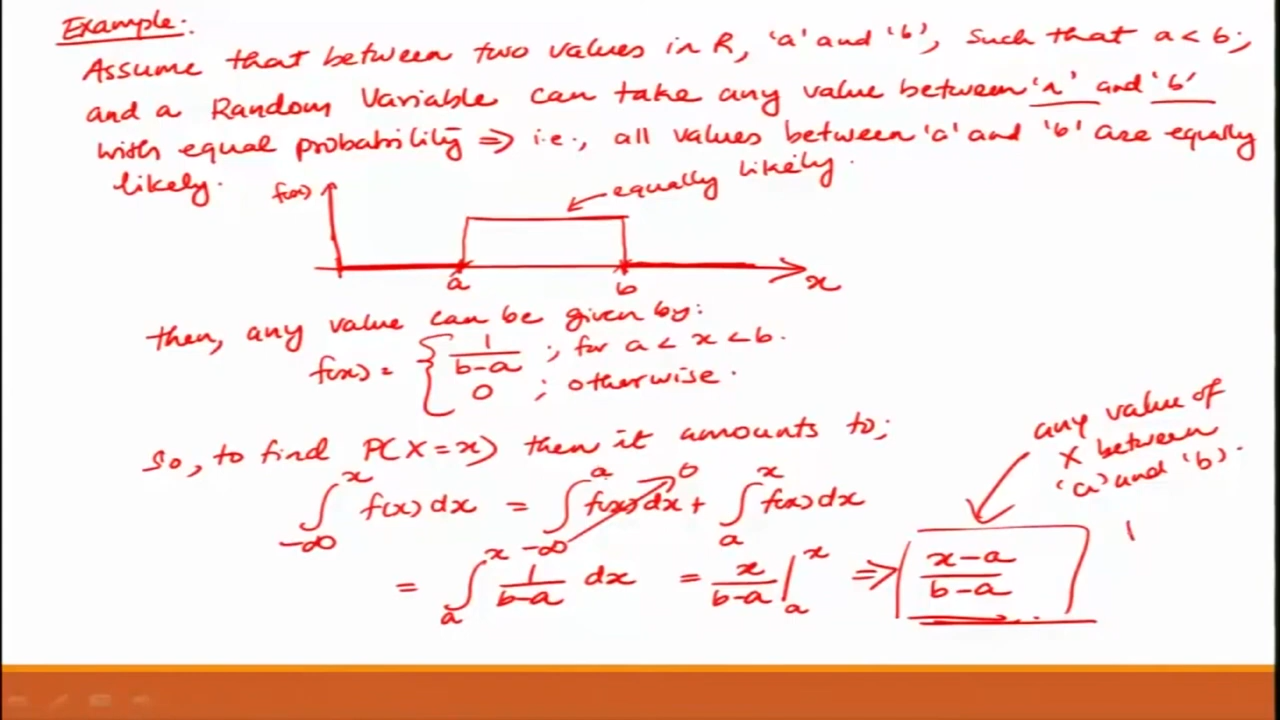 Example:
Assume that between two values in R, 'a' and 'b', such that a < b;
and a Random Variable can take any value between 'a' and 'b'
with equal probability ⇒ i.e., all values between 'a' and 'b' are equally
likely.
f(x)
equally likely.
a b x
then, any value can be given by:
f(x) = { 1/(b-a) ; for a < x < b.
0 ; otherwise.
So, to find P(X = x) then it amounts to;
any value of
X between
'a' and 'b'.
∫_{-∞}^{x} f(x) dx = ∫_{-∞}^{a} f(x) dx 0 + ∫_{a}^{x} f(x) dx
= ∫_{a}^{x} 1/(b-a) dx = x/(b-a) |_{a}^{x} ⇒ (x-a)/(b-a)